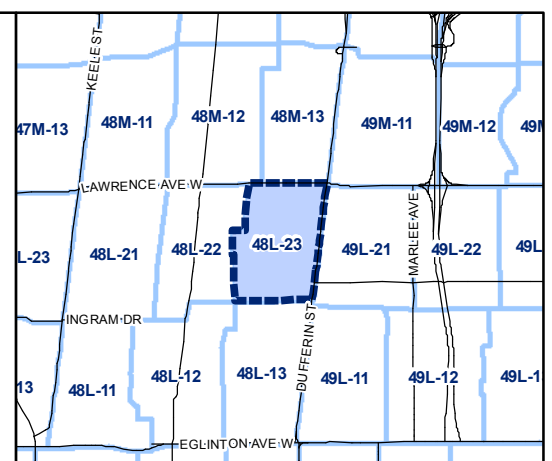 KEELE ST
48M-12
48M-13
47M-13
48M-11
49M-11
49M-12
49M
LAWRENCE AVE W
L-23
48L-21
48L-22
48L-23
49L-21
MARLEE AVE
49L-22
49L
INGRAM DR
DUFFERIN ST
13
48L-11
48L-12
48L-13
49L-11
49L-12
49L-1
EGLINTON AVE W